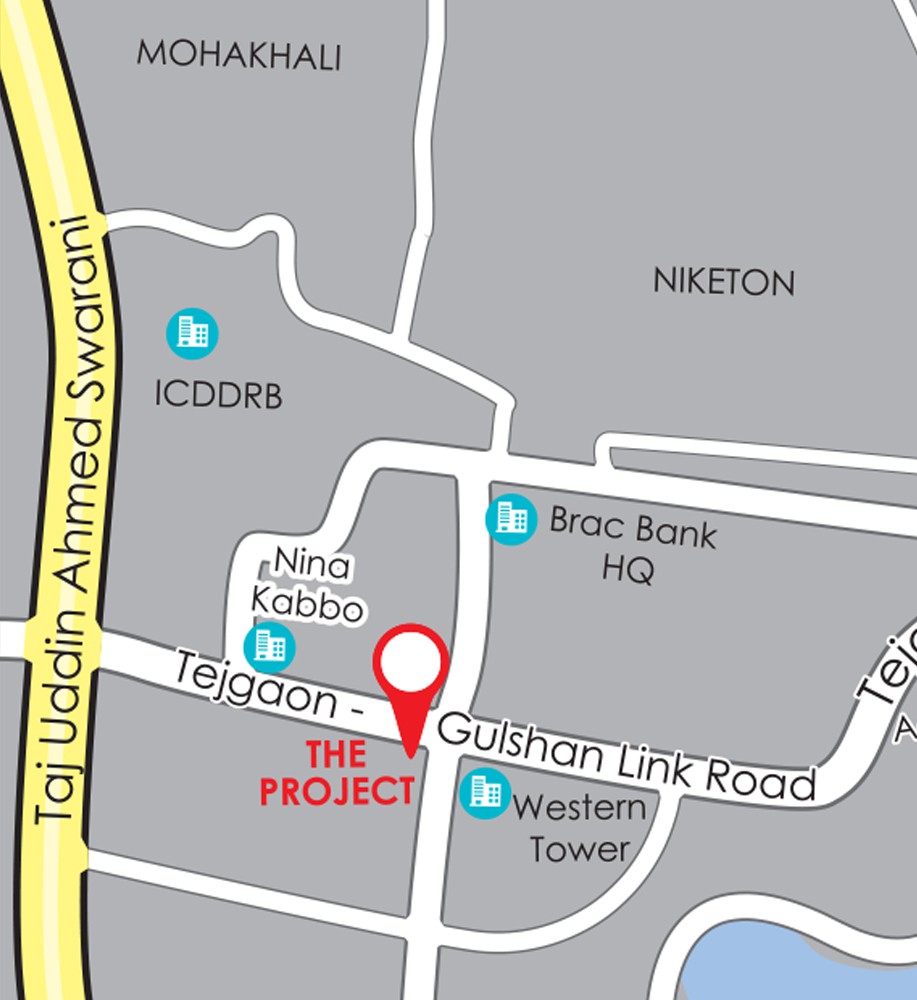 MOHAKHALI
NIKETON
ICDDRB
Taj Uddin Ahmed Swarani
Brac Bank
HQ
Nina
Kabbo
Tejgaon - Gulshan Link Road
THE
PROJECT
Western
Tower